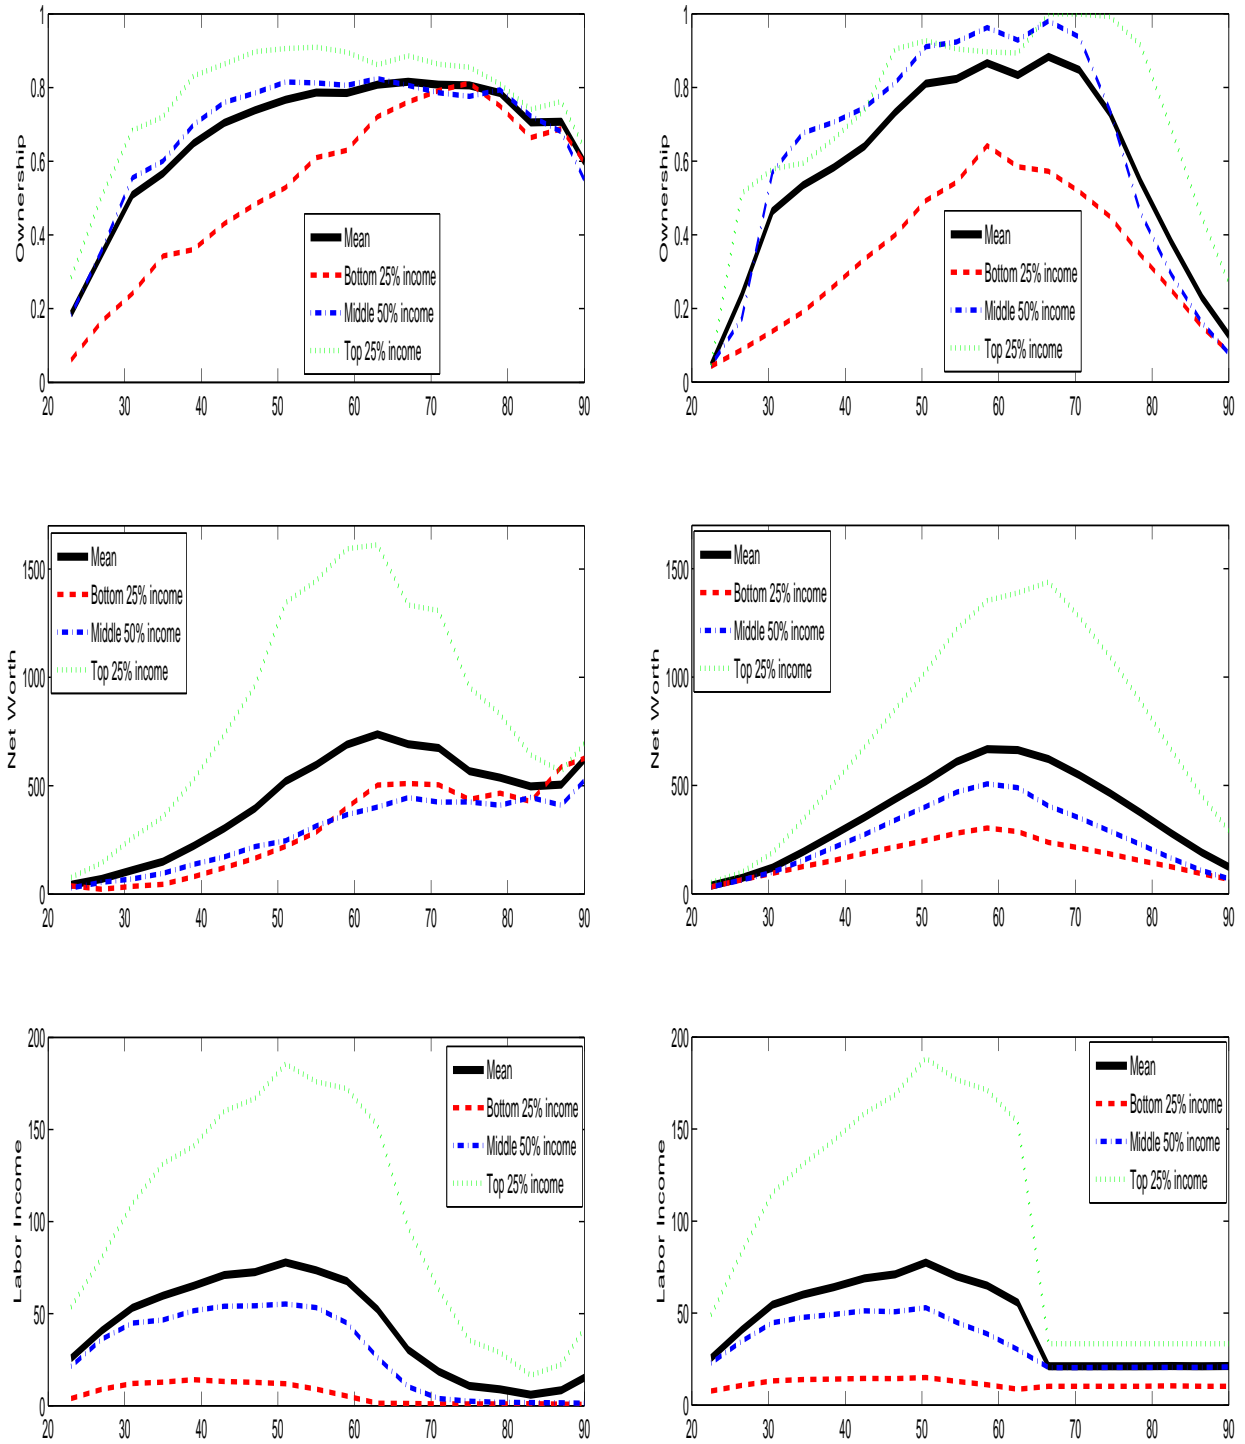 1
0.8
0.6
0.4
0.2
0
Ownership
20 30 40 50 60 70 80 90
Mean
Bottom 25% income
Middle 50% income
Top 25% income
1
0.8
0.6
0.4
0.2
0
Ownership
20 30 40 50 60 70 80 90
Mean
Bottom 25% income
Middle 50% income
Top 25% income
1500
1000
500
0
Net Worth
20 30 40 50 60 70 80 90
Mean
Bottom 25% income
Middle 50% income
Top 25% income
1500
1000
500
0
Net Worth
20 30 40 50 60 70 80 90
Mean
Bottom 25% income
Middle 50% income
Top 25% income
200
150
100
50
0
Labor Income
20 30 40 50 60 70 80 90
Mean
Bottom 25% income
Middle 50% income
Top 25% income
200
150
100
50
0
Labor Income
20 30 40 50 60 70 80 90
Mean
Bottom 25% income
Middle 50% income
Top 25% income